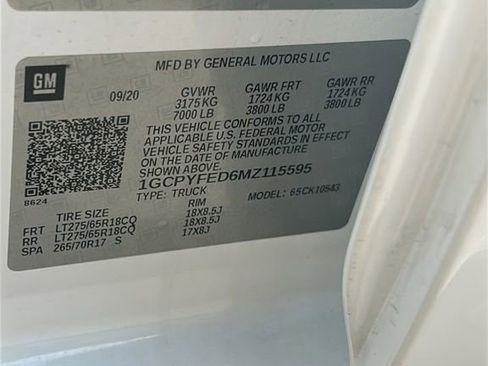 MFD BY GENERAL MOTORS LLC
GM
09/20 GVWR GAWR FRT GAWR RR
3175 KG 1724 KG 1724 KG
7000 LB 3800 LB 3800 LB
THIS VEHICLE CONFORMS TO ALL
APPLICABLE U.S. FEDERAL MOTOR
VEHICLE SAFETY STANDARDS IN EFFECT
ON THE DATE OF MANUFACTURE
1GCPYFED6MZ115595
8624 TYPE: TRUCK MODEL: 65CK10543
TIRE SIZE RIM
FRT LT275/65R18CQ 18X8.5J
RR LT275/65R18CQ 18X8.5J
SPA 265/70R17 S 17X8J